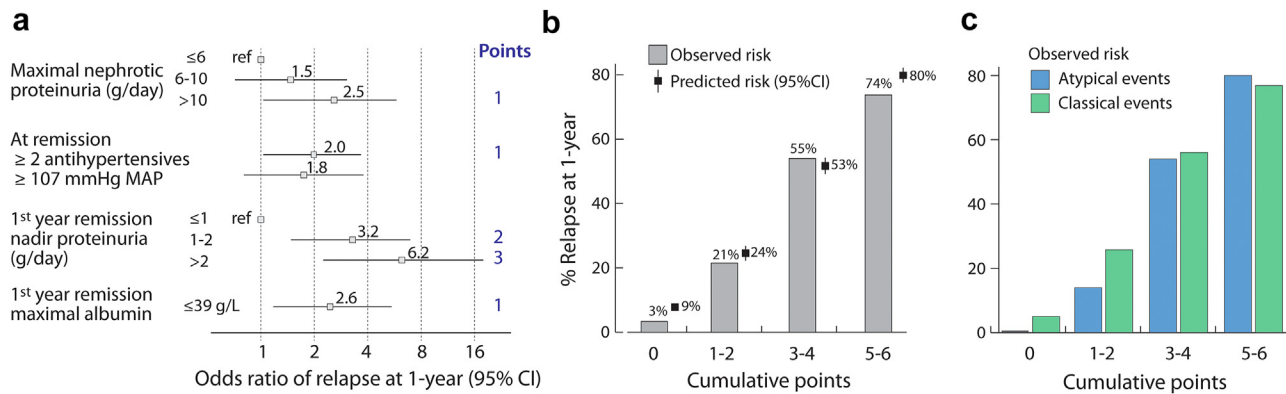 a
Points
Maximal nephrotic
proteinuria (g/day)
≤6 ref
6-10 1.5
>10 2.5 1
At remission
≥ 2 antihypertensives 2.0 1
≥ 107 mmHg MAP 1.8
1st year remission
nadir proteinuria
(g/day)
≤1 ref
1-2 3.2 2
>2 6.2 3
1st year remission
maximal albumin
≤39 g/L 2.6 1
1 2 4 8 16
Odds ratio of relapse at 1-year (95% CI)
b
Observed risk
Predicted risk (95%CI)
% Relapse at 1-year
80
60
40
20
0
3% 9%
21% 24%
55% 53%
74% 80%
0 1-2 3-4 5-6
Cumulative points
c
Observed risk
Atypical events
Classical events
80
60
40
20
0
0 1-2 3-4 5-6
Cumulative points